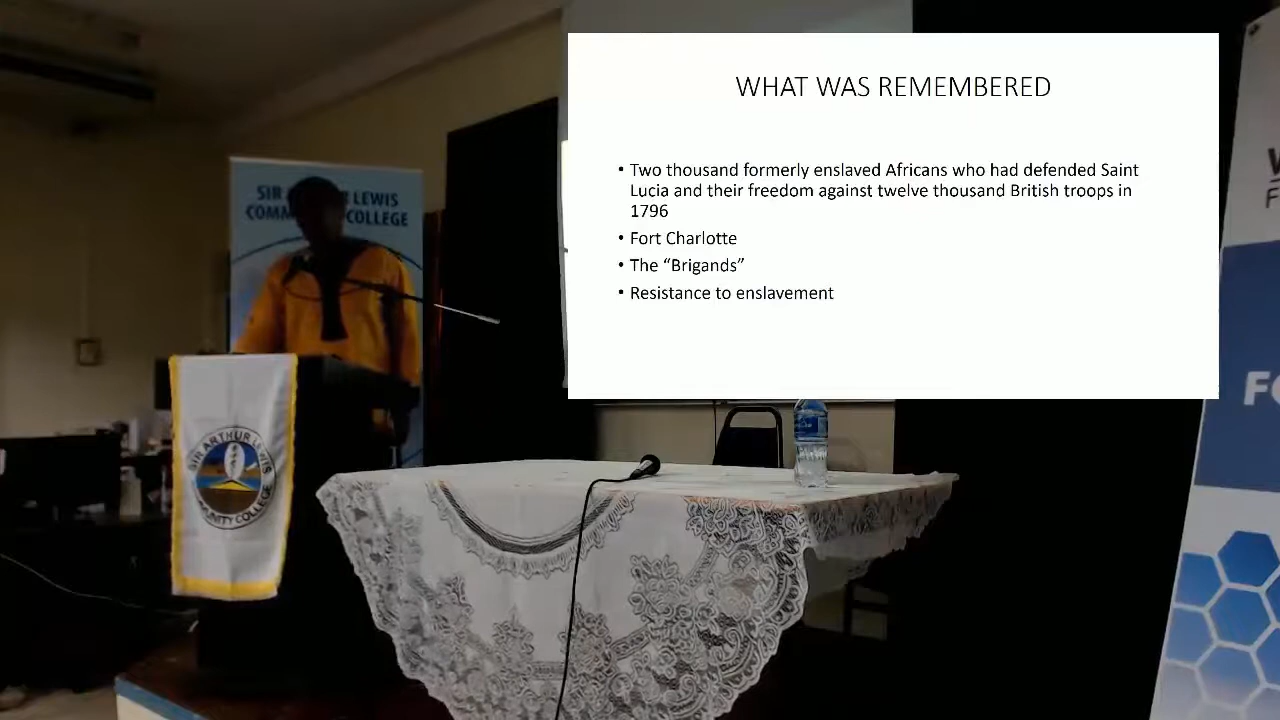 WHAT WAS REMEMBERED
• Two thousand formerly enslaved Africans who had defended Saint
Lucia and their freedom against twelve thousand British troops in
1796
• Fort Charlotte
• The “Brigands”
• Resistance to enslavement
SIR LEWIS
COLLEGE
SIR ARTHUR LEWIS
COLLEGE